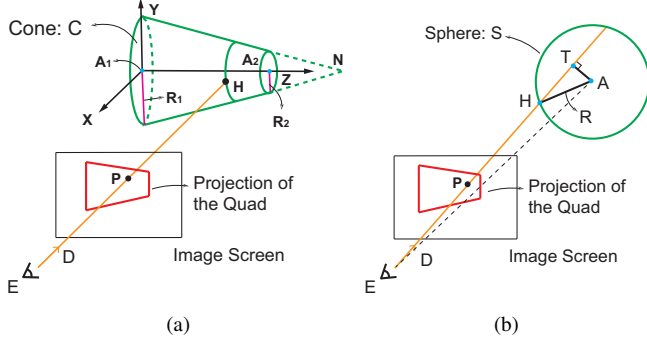 Cone: C
Y
A1
A2
N
Z
H
R1
X
R2
P
Projection of
the Quad
D
Image Screen
E
(a)
Sphere: S
T
A
H
R
P
Projection of
the Quad
D
Image Screen
E
(b)